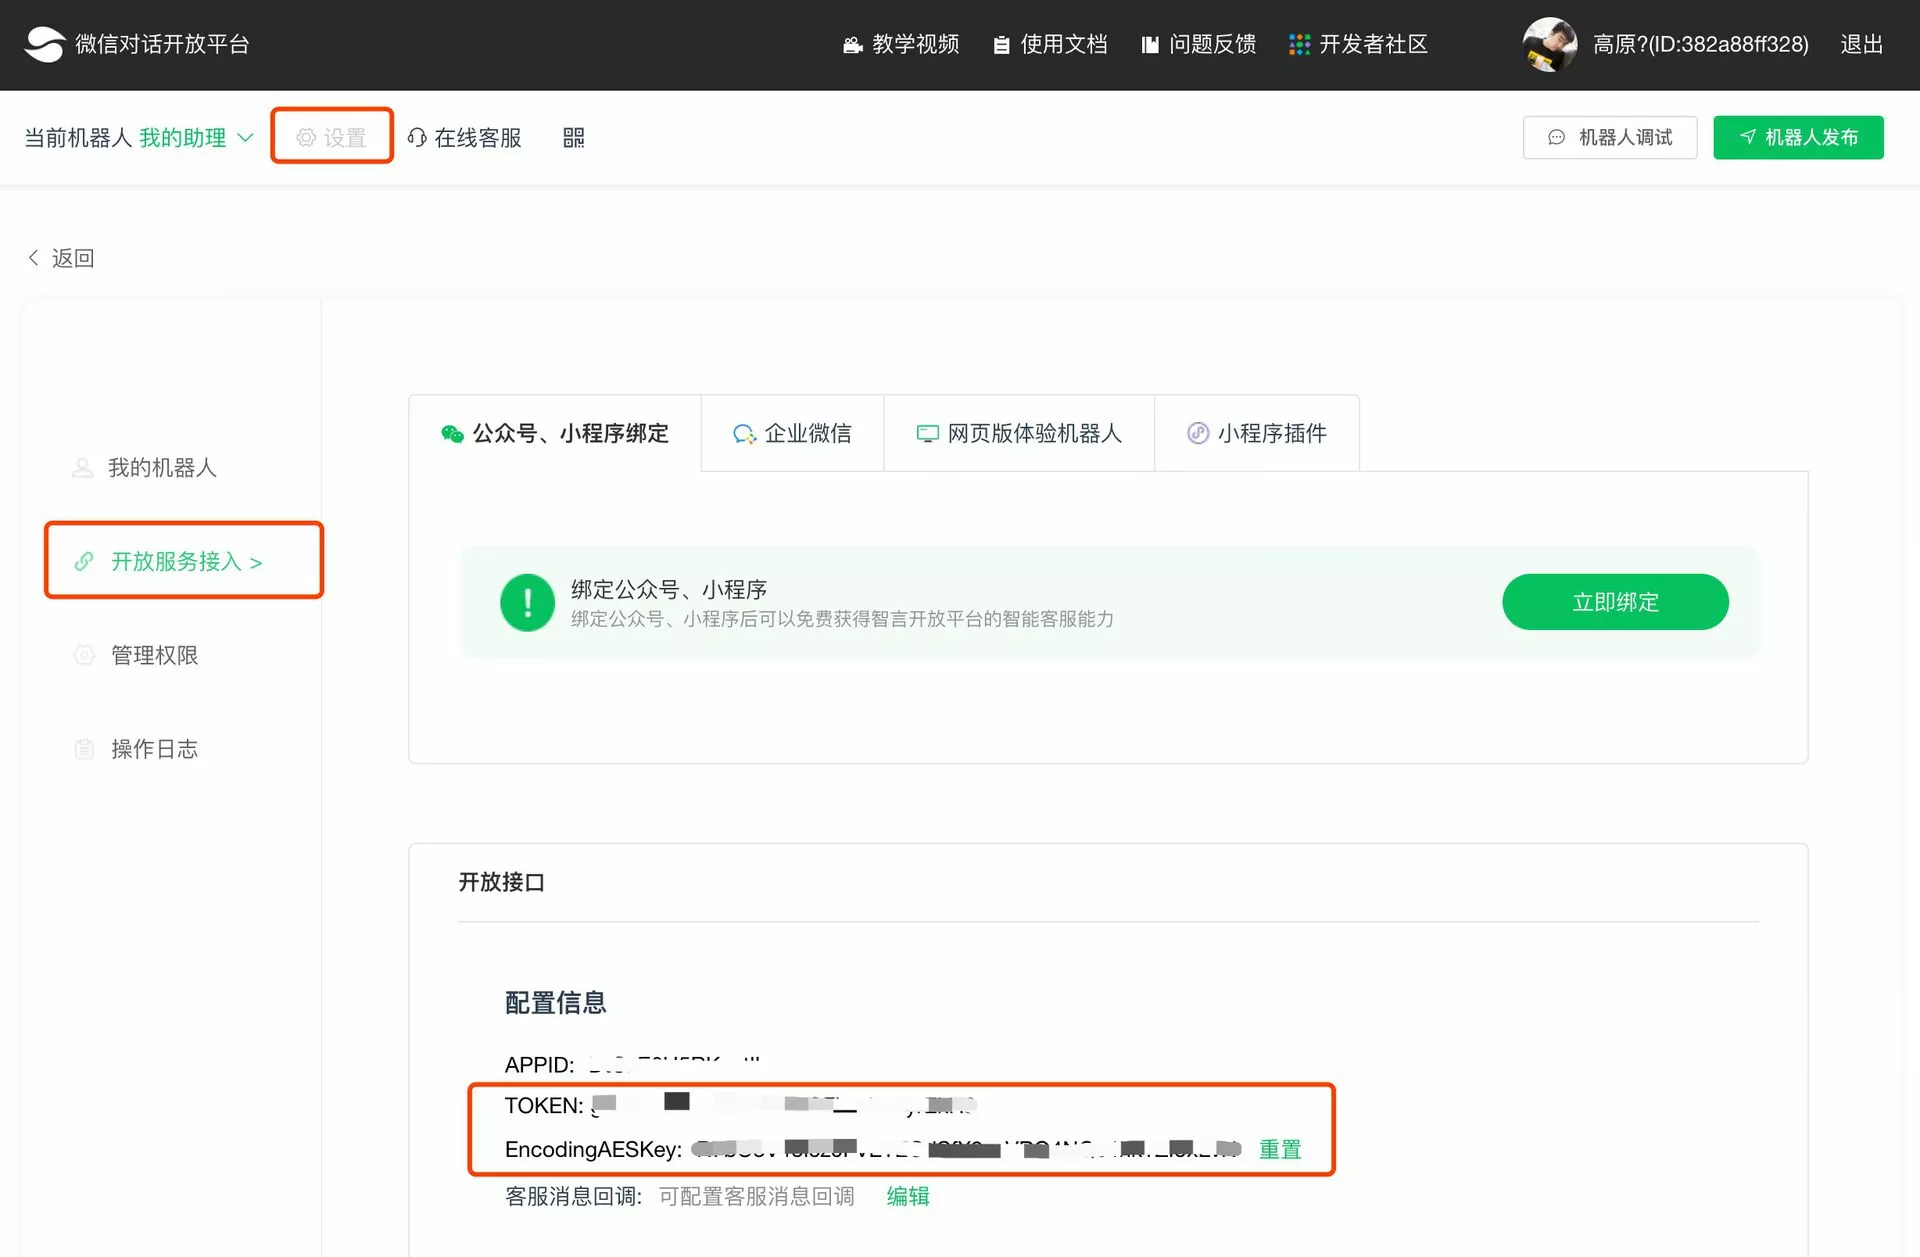 微信对话开放平台
教学视频
使用文档
问题反馈
开发者社区
高原?(ID:382a88ff328)
退出
当前机器人 我的助理
设置
在线客服
机器人调试
机器人发布
返回
我的机器人
开放服务接入 >
管理权限
操作日志
公众号、小程序绑定
企业微信
网页版体验机器人
小程序插件
绑定公众号、小程序
绑定公众号、小程序后可以免费获得智言开放平台的智能客服能力
立即绑定
开放接口
配置信息
APPID:
TOKEN:
EncodingAESKey: 重置
客服消息回调: 可配置客服消息回调 编辑